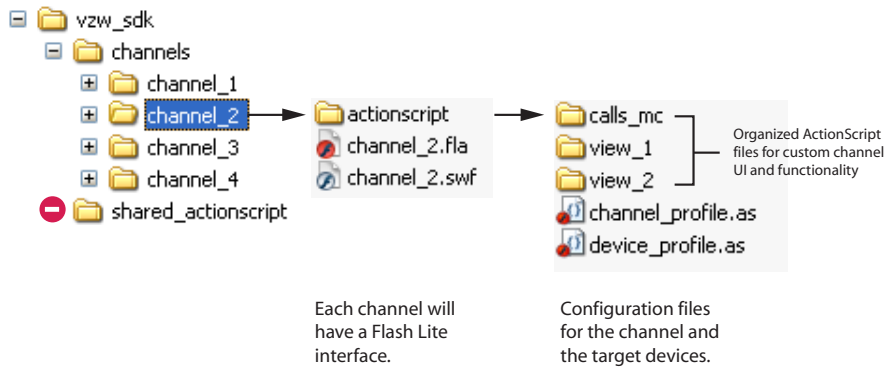 vzw_sdk
channels
channel_1
channel_2
channel_3
channel_4
shared_actionscript
actionscript
channel_2.fla
channel_2.swf
calls_mc
view_1
view_2
channel_profile.as
device_profile.as
Organized ActionScript
files for custom channel
UI and functionality
Each channel will
have a Flash Lite
interface.
Configuration files
for the channel and
the target devices.